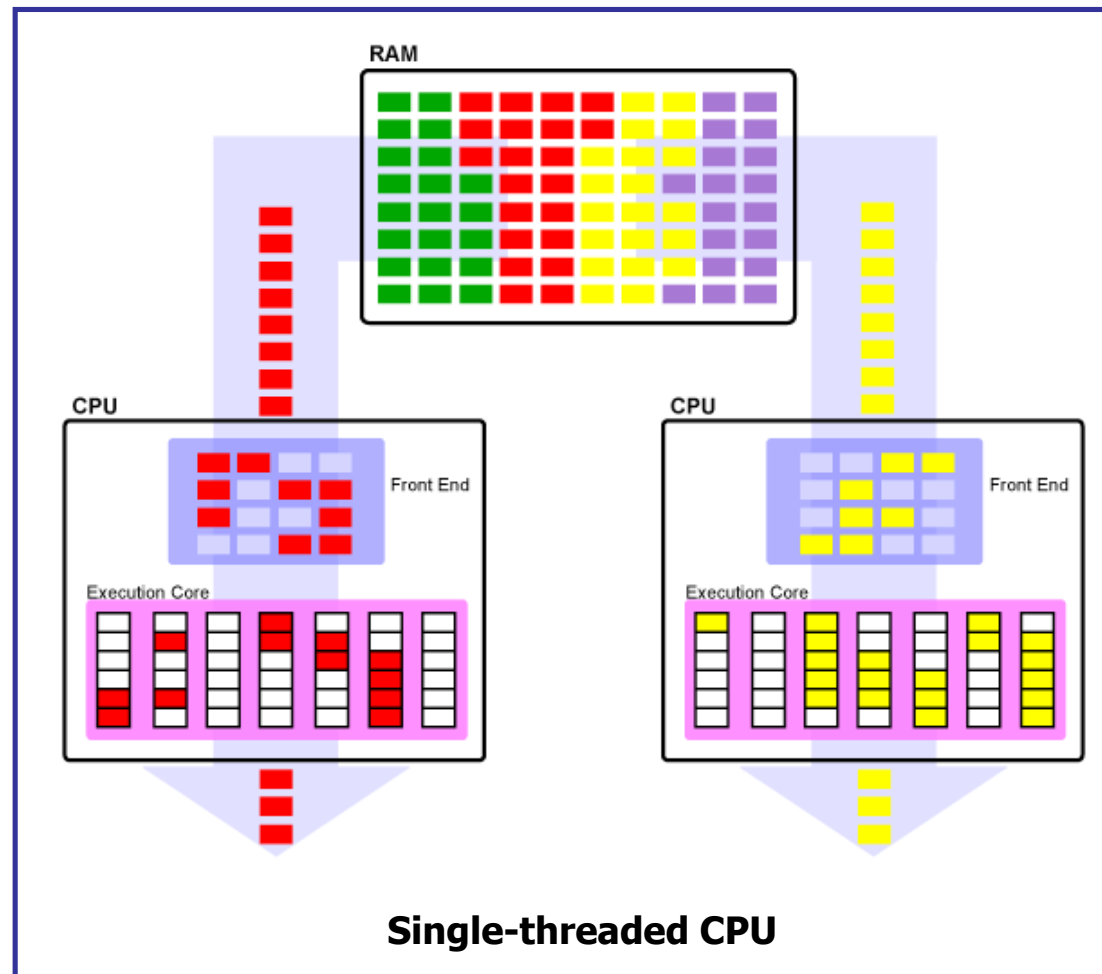 RAM
CPU
CPU
Front End
Front End
Execution Core
Execution Core
Single-threaded CPU